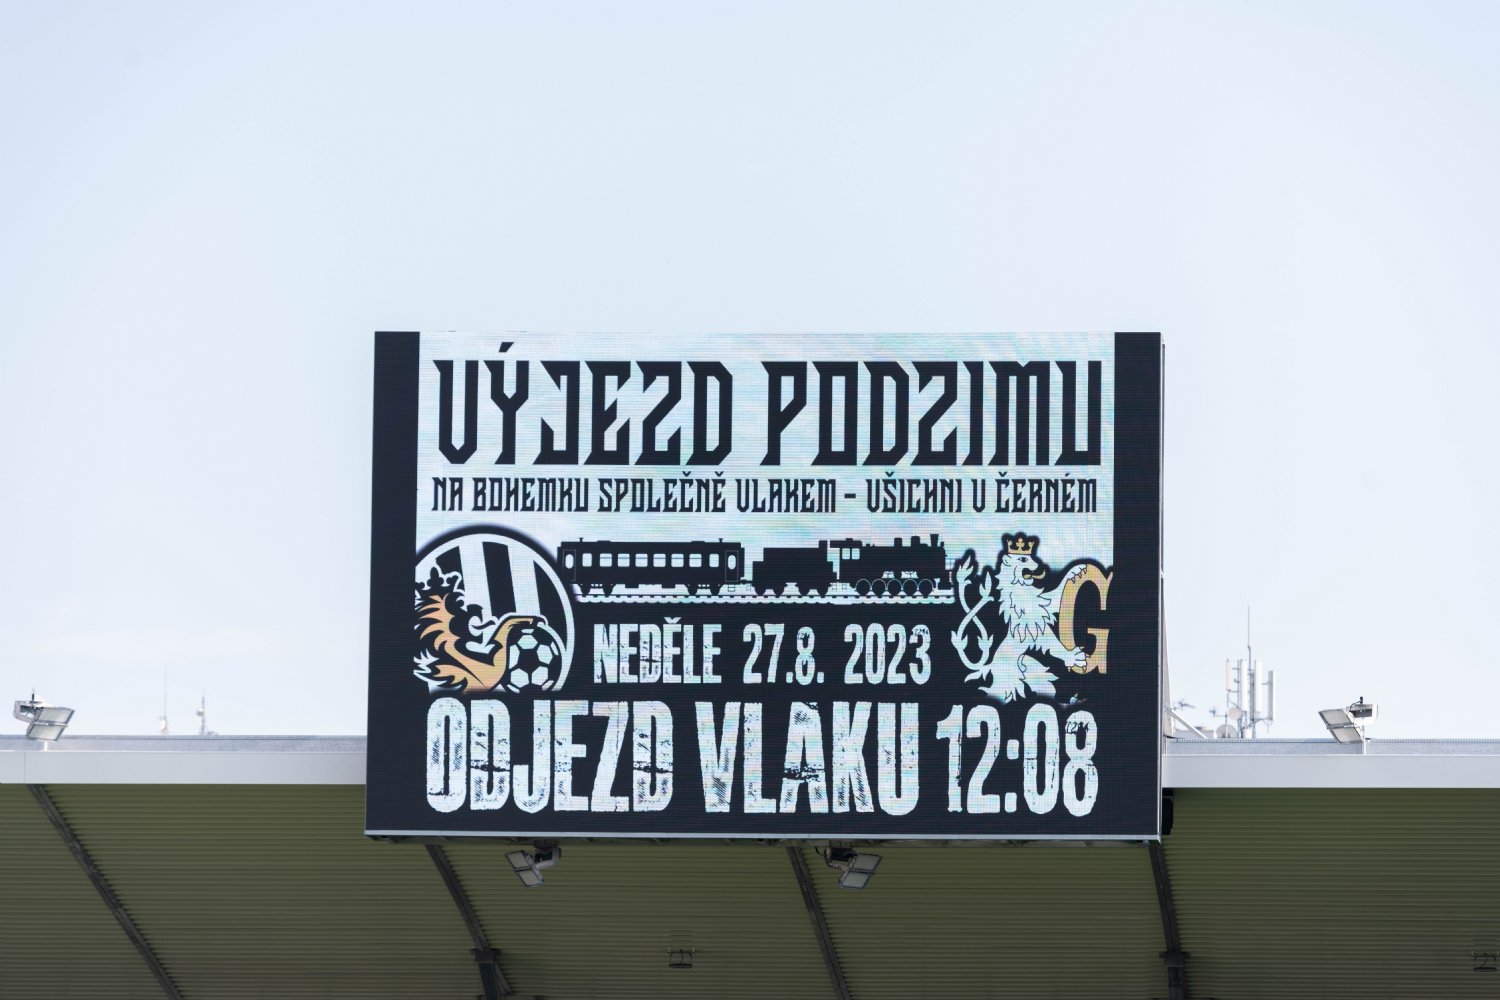 VÝJEZD PODZIMU
NA BOHEMKU SPOLEČNĚ VLAKEM - VŠICHNI V ČERNÉM
G
NEDĚLE 27.8. 2023
ODJEZD VLAKU 12:08